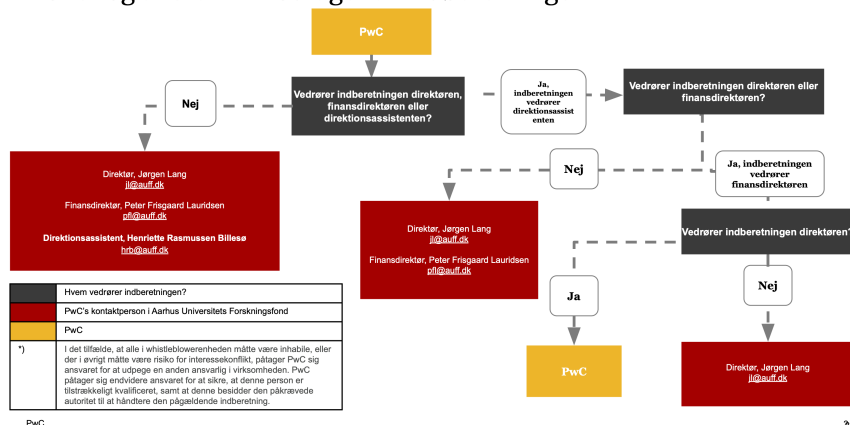 PwC
Vedrører indberetningen direktøren,
finansdirektøren eller
direktionsassistenten?
Nej
Ja,
indberetningen
vedrører
direktionsassist
enten
Vedrører indberetningen direktøren eller
finansdirektøren?
Direktør, Jørgen Lang
jl@auff.dk
Finansdirektør, Peter Frisgaard Lauridsen
pfl@auff.dk
Direktionsassistent, Henriette Rasmussen Billesø
hrb@auff.dk
Nej
Ja, indberetningen
vedrører
finansdirektøren
Direktør, Jørgen Lang
jl@auff.dk
Finansdirektør, Peter Frisgaard Lauridsen
pfl@auff.dk
Vedrører indberetningen direktøren?
Ja
Nej
PwC
Direktør, Jørgen Lang
jl@auff.dk
Hvem vedrører indberetningen?
PwC's kontaktperson i Aarhus Universitets Forskningsfond
PwC
*)
I det tilfælde, at alle i whistleblowerenheden måtte være inhabile, eller
der i øvrigt måtte være risiko for interessekonflikt, påtager PwC sig
ansvaret for at udpege en anden ansvarlig i virksomheden. PwC
påtager sig endvidere ansvaret for at sikre, at denne person er
tilstrækkeligt kvalificeret, samt at denne besidder den påkrævede
autoritet til at håndtere den pågældende indberetning.
PwC